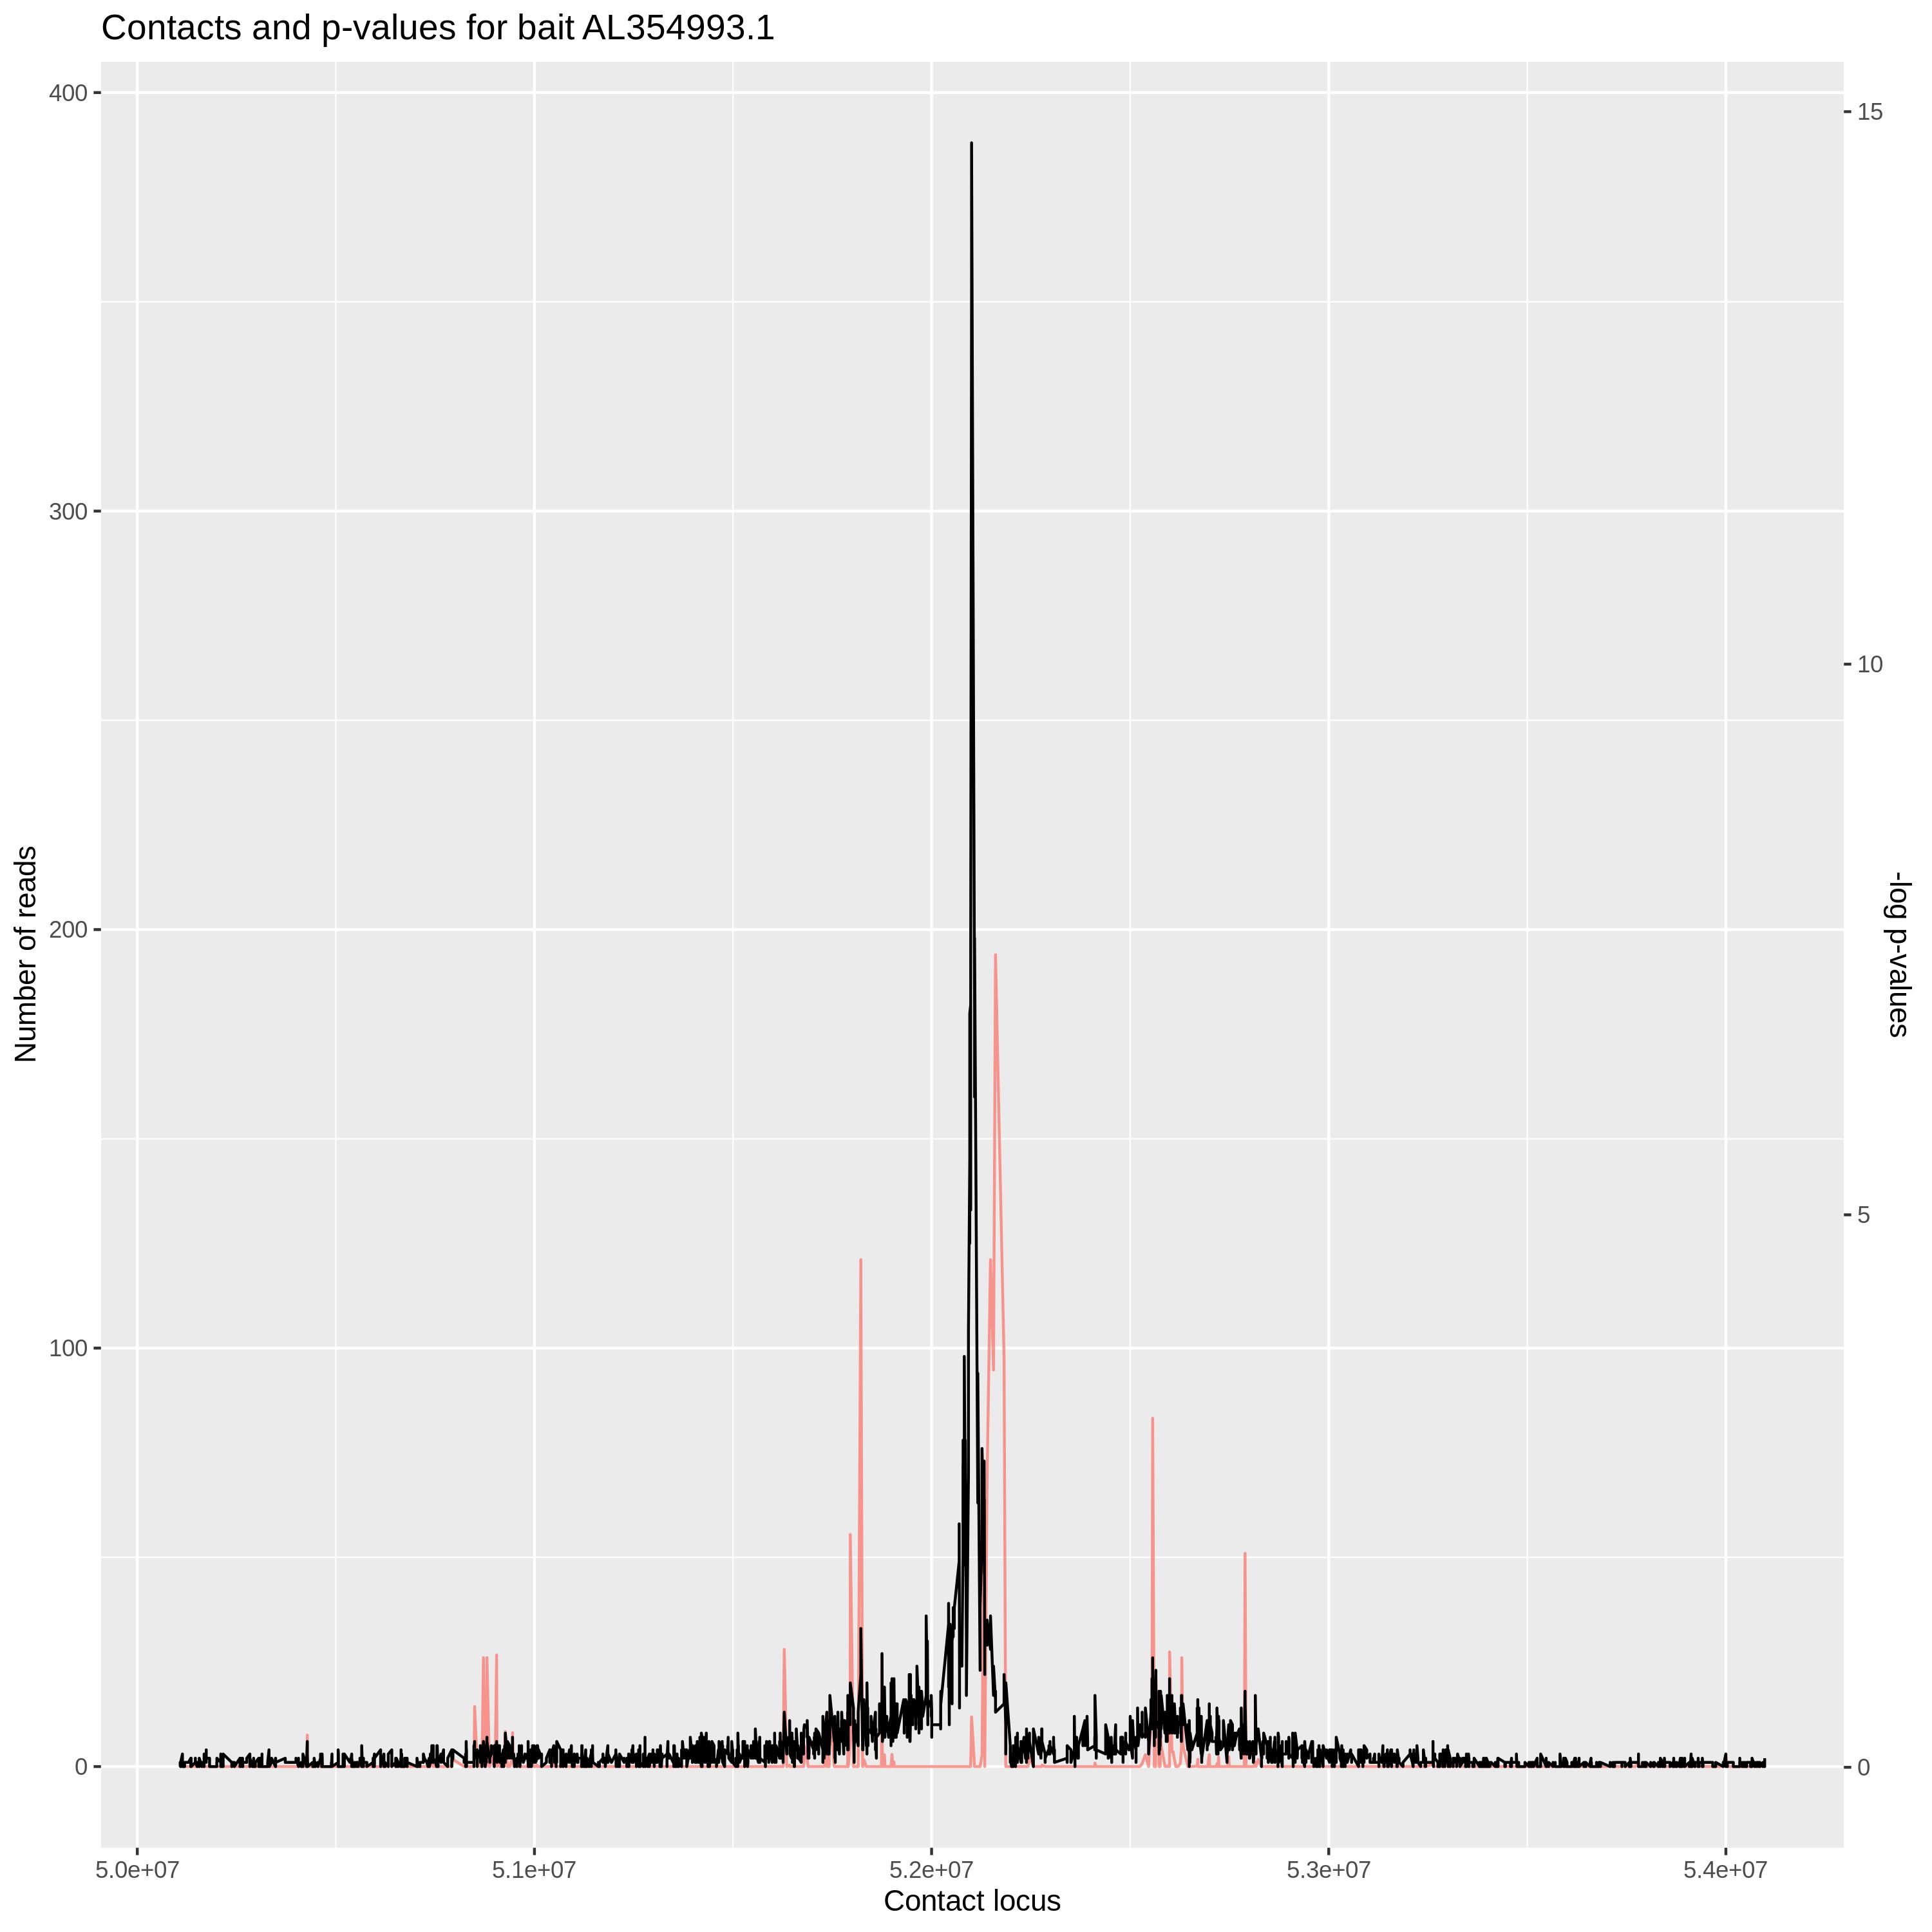 Contacts and p-values for bait AL354993.1
400
300
200
100
0
Number of reads
15
10
5
0
-log p-values
5.0e+07 5.1e+07 5.2e+07 5.3e+07 5.4e+07
Contact locus